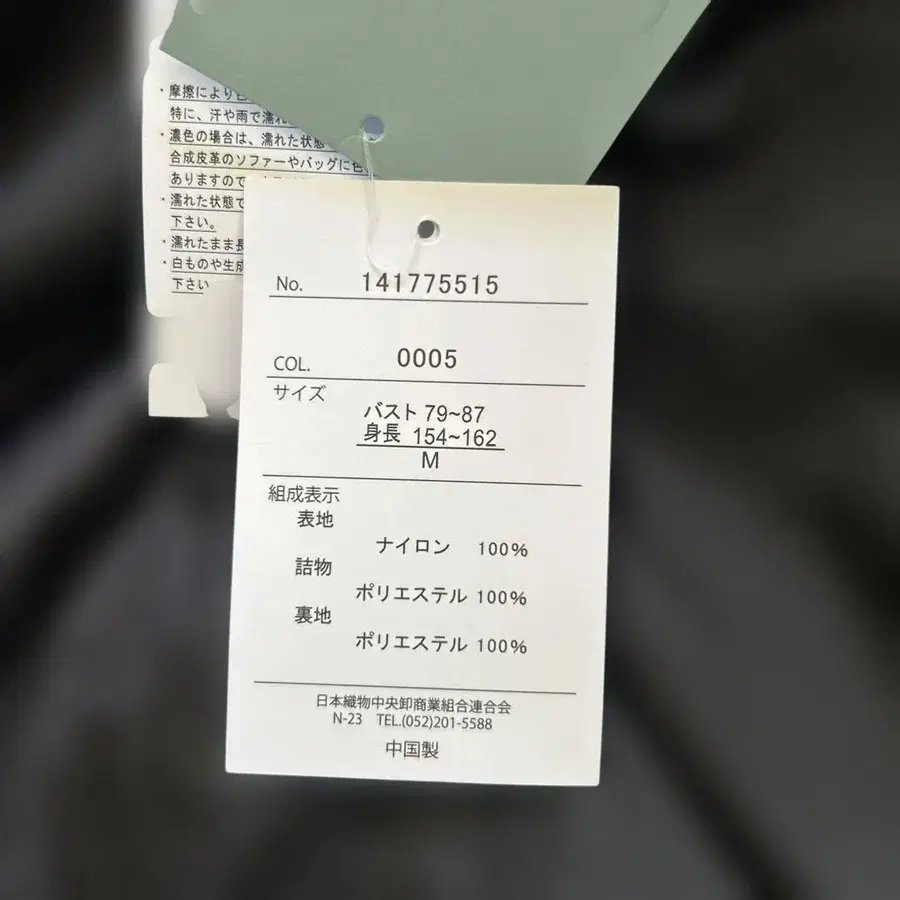 ・摩擦により
特に、汗や雨で濡れ
・濃色の場合は、濡れた状態
合成皮革のソファーやバッグに色
ありますので
・濡れた状態で
下さい。
・濡れたまま長
・白ものや生成
下さい
No. 141775515
COL. 0005
サイズ
バスト 79~87
身長 154~162
M
組成表示
表地
ナイロン 100%
詰物
ポリエステル 100%
裏地
ポリエステル 100%
日本織物中央卸商業組合連合会
N-23 TEL.(052)201-5588
中国製